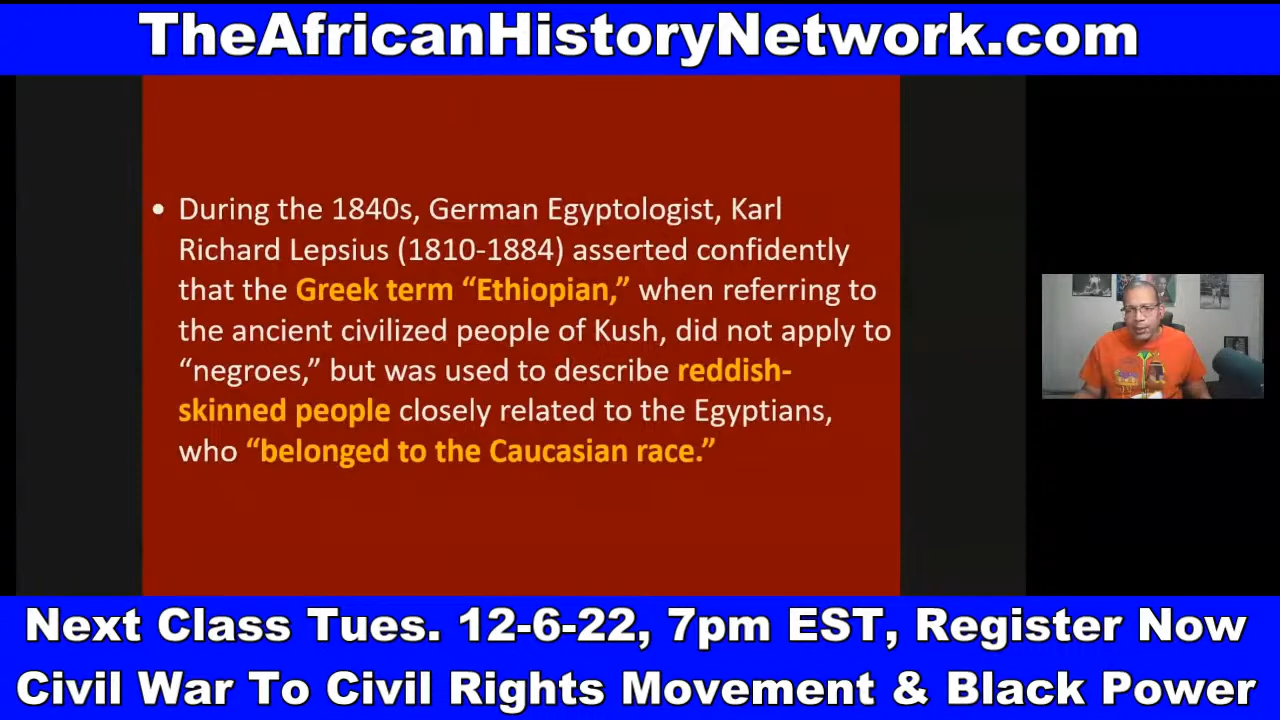 TheAfricanHistoryNetwork.com
• During the 1840s, German Egyptologist, Karl
Richard Lepsius (1810-1884) asserted confidently
that the Greek term “Ethiopian,” when referring to
the ancient civilized people of Kush, did not apply to
“negroes,” but was used to describe reddish-
skinned people closely related to the Egyptians,
who “belonged to the Caucasian race.”
Next Class Tues. 12-6-22, 7pm EST, Register Now
Civil War To Civil Rights Movement & Black Power